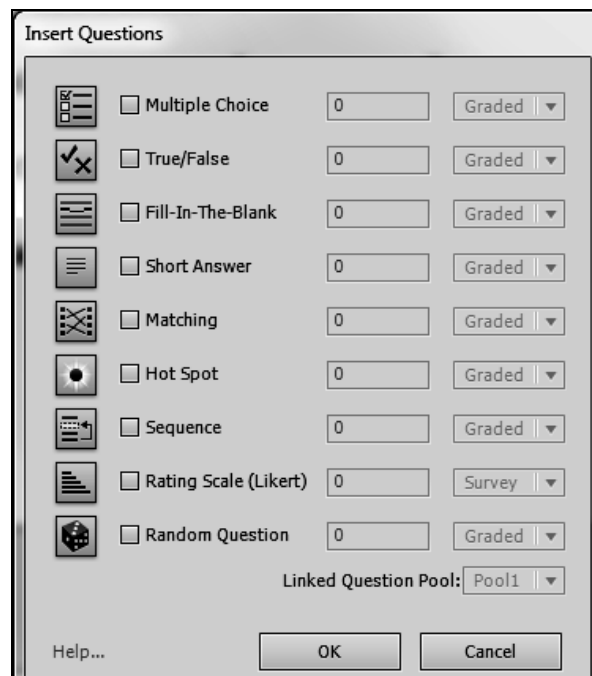 Insert Questions
Multiple Choice 0 Graded
True/False 0 Graded
Fill-In-The-Blank 0 Graded
Short Answer 0 Graded
Matching 0 Graded
Hot Spot 0 Graded
Sequence 0 Graded
Rating Scale (Likert) 0 Survey
Random Question 0 Graded
Linked Question Pool: Pool1
Help... OK Cancel